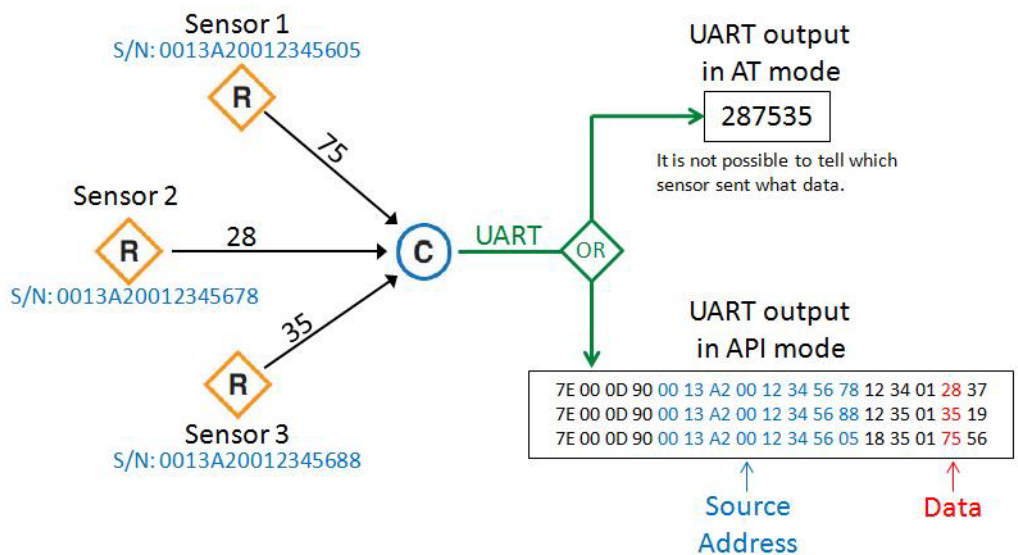 Sensor 1
S/N: 0013A20012345605
R
75
Sensor 2
R
28
S/N: 0013A20012345678
35
R
Sensor 3
S/N: 0013A20012345688
C
UART
OR
UART output
in AT mode
287535
It is not possible to tell which
sensor sent what data.
UART output
in API mode
7E 00 0D 90 00 13 A2 00 12 34 56 78 12 34 01 28 37
7E 00 0D 90 00 13 A2 00 12 34 56 88 12 35 01 35 19
7E 00 0D 90 00 13 A2 00 12 34 56 05 18 35 01 75 56
Source
Address
Data